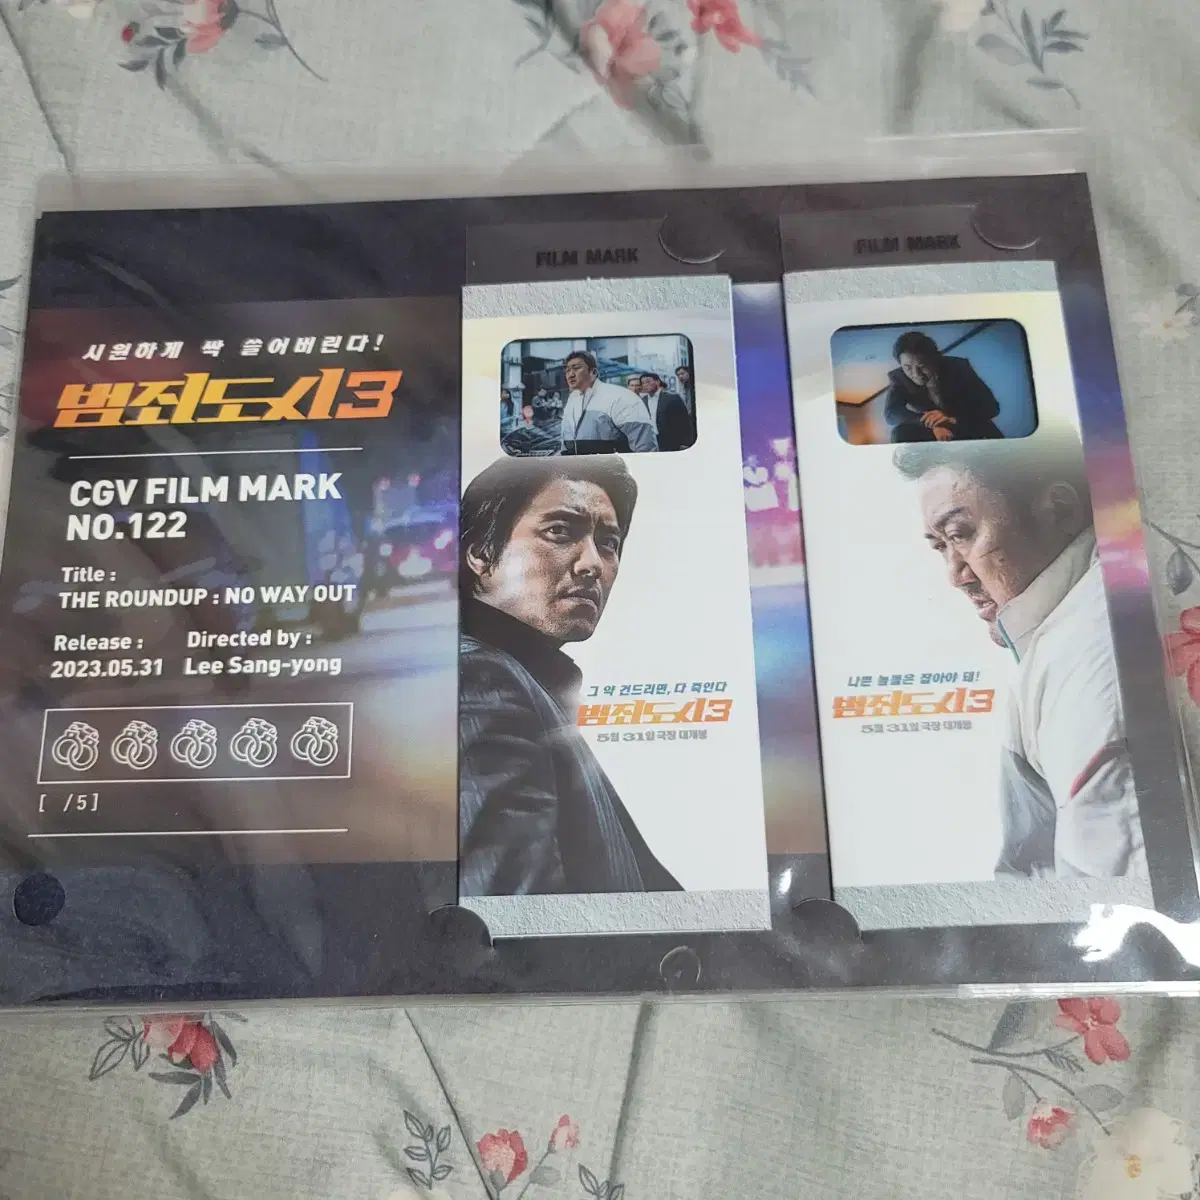 시원하게 싹 쓸어버린다!
범죄도시3
CGV FILM MARK
NO.122
Title :
THE ROUNDUP : NO WAY OUT
Release :
2023.05.31
Directed by :
Lee Sang-yong
[ /5]
FILM MARK
그 약 건드리면, 다 죽인다
범죄도시3
5월 31일 극장 대개봉
FILM MARK
나쁜 놈들은 잡아야 돼!
범죄도시3
5월 31일 극장 대개봉